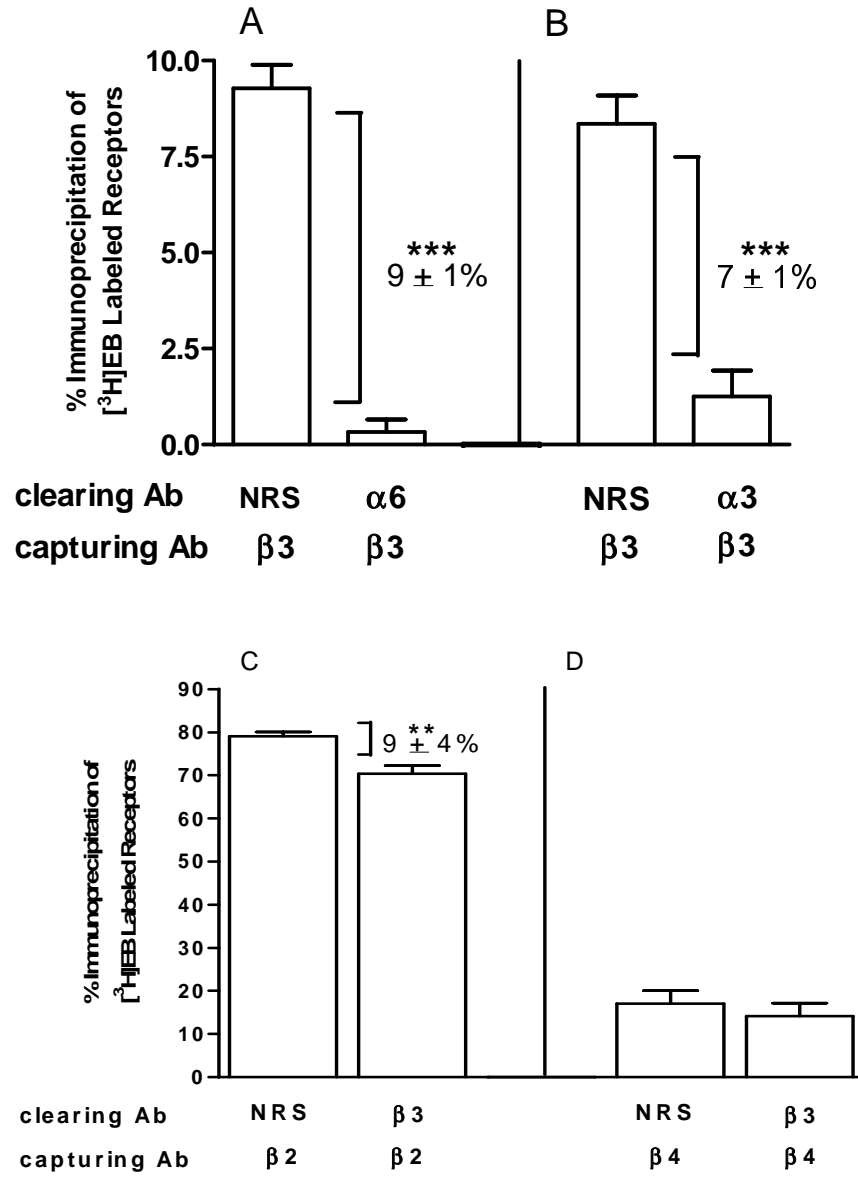 A B
% Immunoprecipitation of
[³H]EB Labeled Receptors
10.0
7.5
5.0
2.5
0.0
***
9 ± 1%
***
7 ± 1%
clearing Ab NRS α6 NRS α3
capturing Ab β3 β3 β3 β3
C D
% Immunoprecipitation of
[³H]EB Labeled Receptors
90
80
70
60
50
40
30
20
10
0
**
9 ± 4%
clearing Ab NRS β3 NRS β3
capturing Ab β2 β2 β4 β4